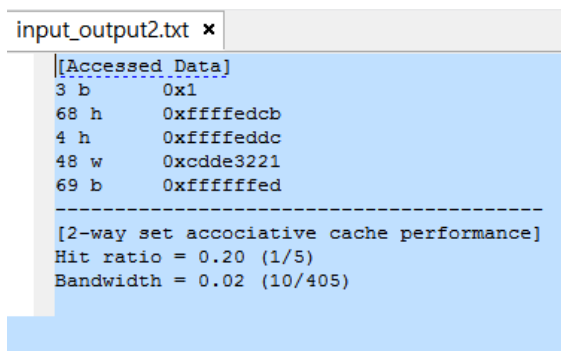 input_output2.txt ×
[Accessed Data]
3 b 0x1
68 h 0xffffedcb
4 h 0xffffeddc
48 w 0xcdde3221
69 b 0xffffffed
-----------------------------------------
[2-way set accociative cache performance]
Hit ratio = 0.20 (1/5)
Bandwidth = 0.02 (10/405)